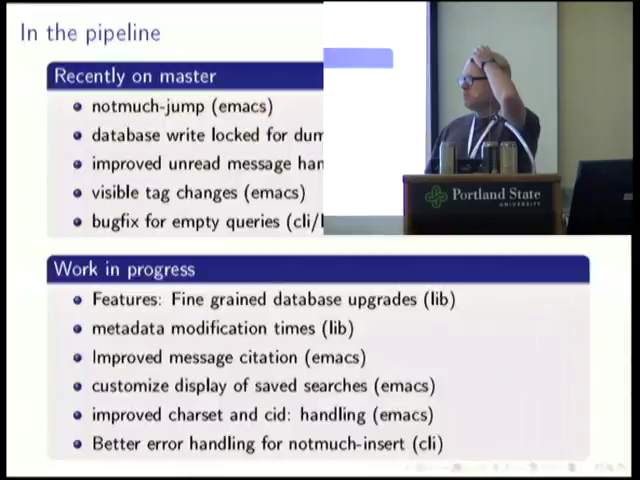 In the pipeline
Recently on master
notmuch-jump (emacs)
database write locked for dum
improved unread message han
visible tag changes (emacs)
bugfix for empty queries (cli/
Portland State
UNIVERSITY
Work in progress
Features: Fine grained database upgrades (lib)
metadata modification times (lib)
Improved message citation (emacs)
customize display of saved searches (emacs)
improved charset and cid: handling (emacs)
Better error handling for notmuch-insert (cli)